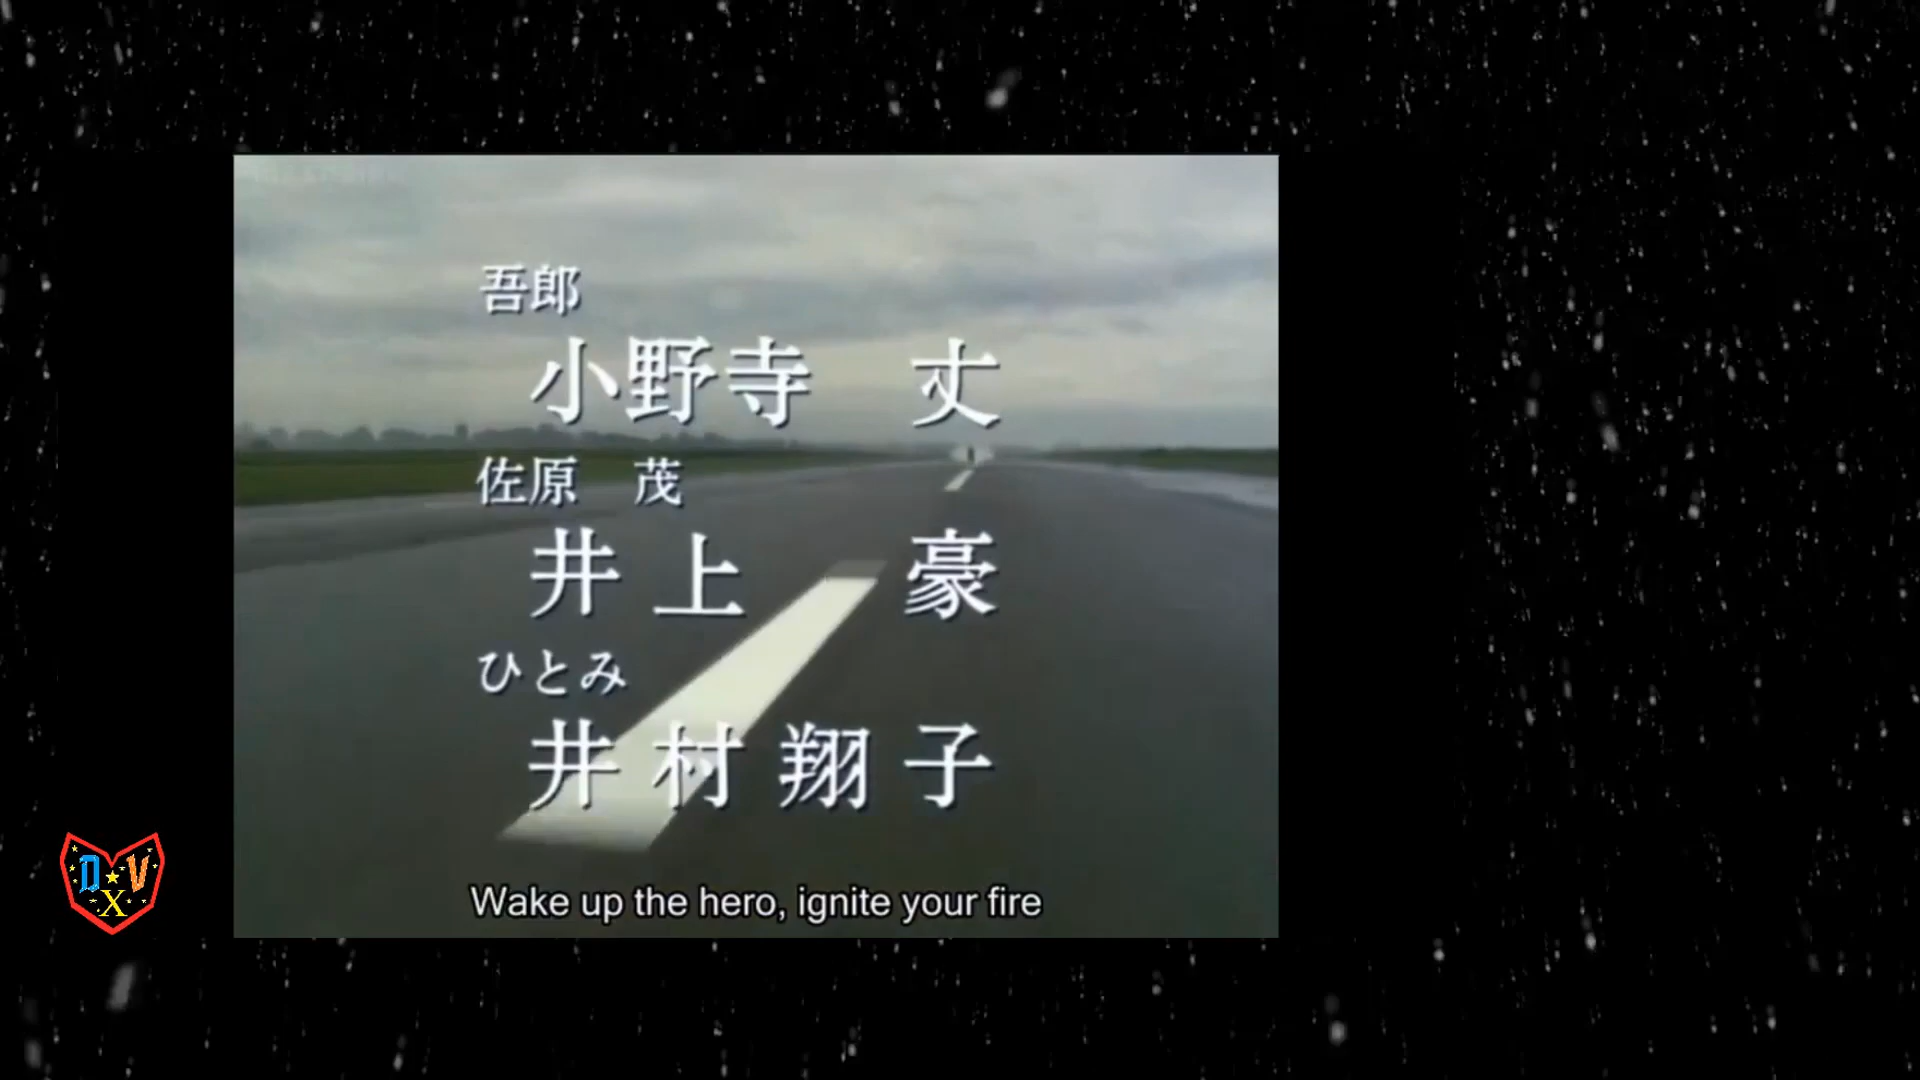 吾郎
小野寺 丈
佐原 茂
井上 豪
ひとみ
井村翔子
Wake up the hero, ignite your fire
D X V